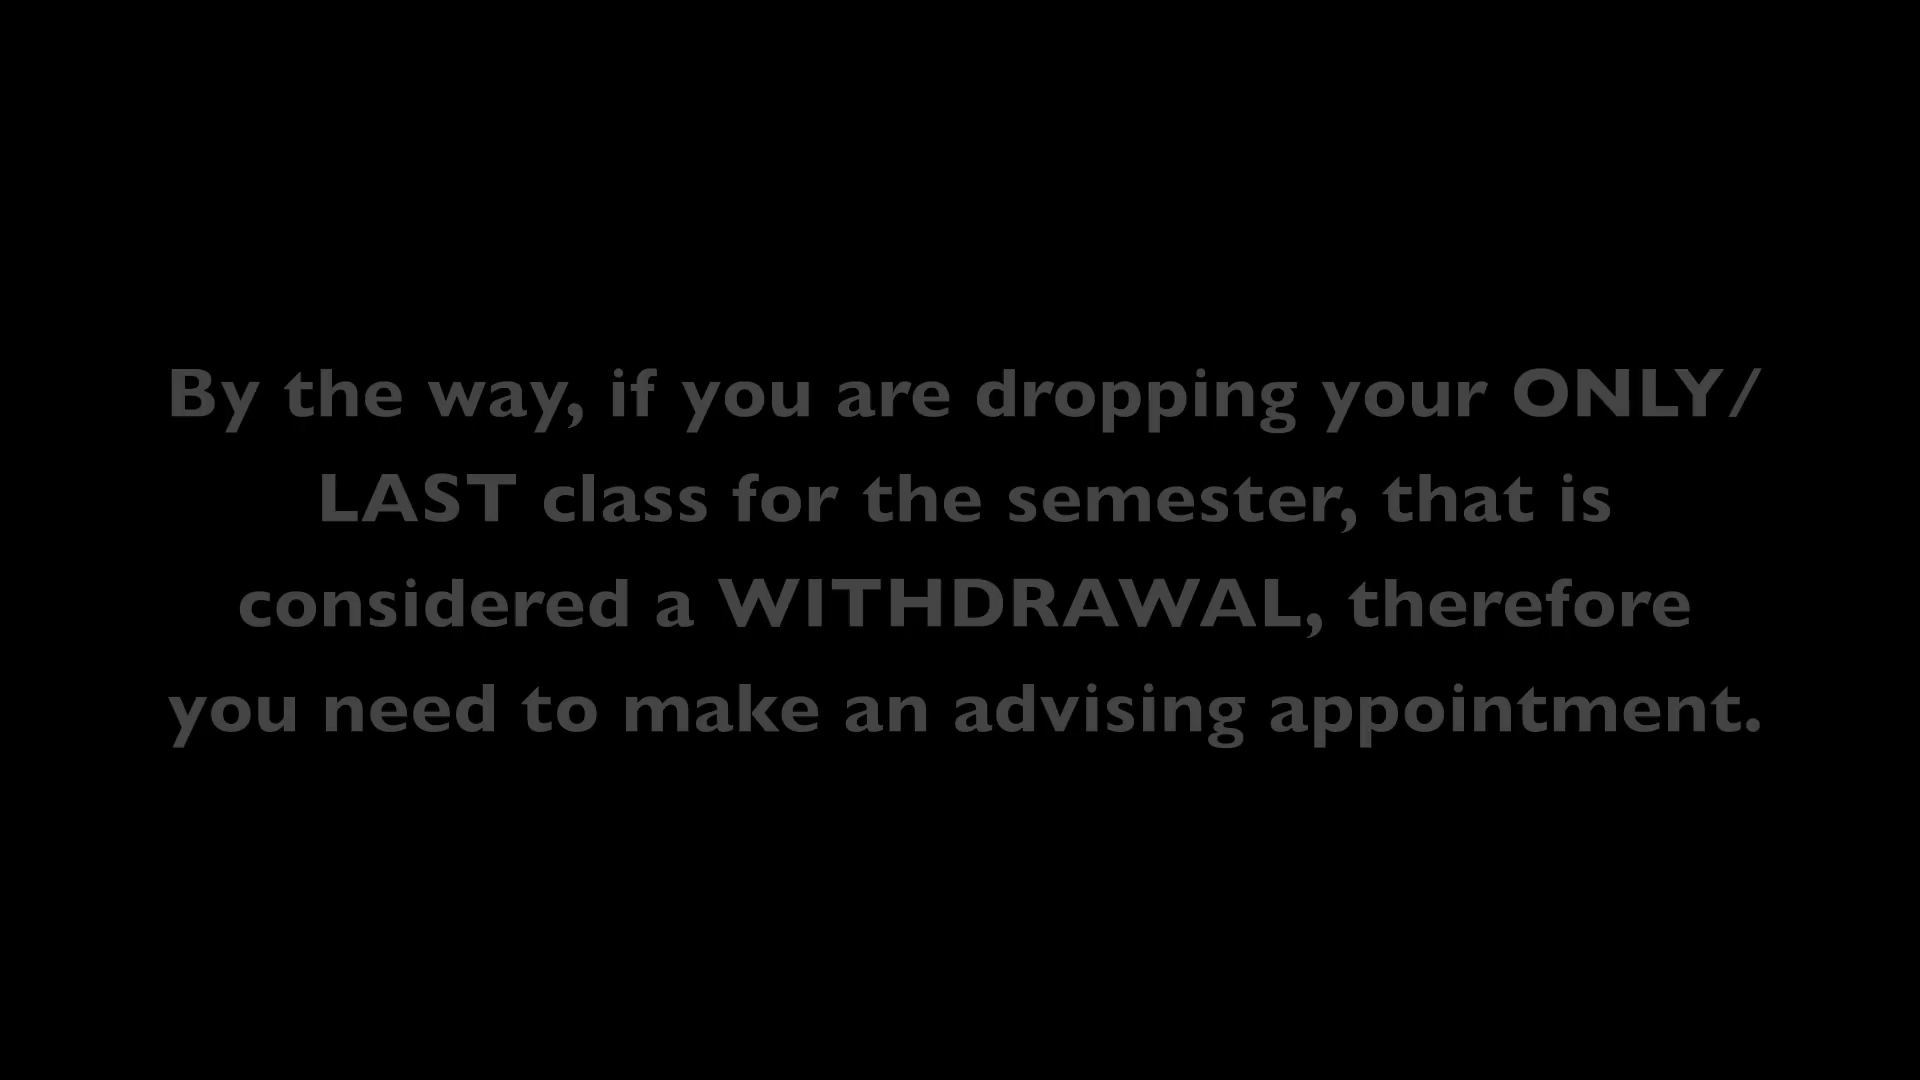 By the way, if you are dropping your ONLY/
LAST class for the semester, that is
considered a WITHDRAWAL, therefore
you need to make an advising appointment.